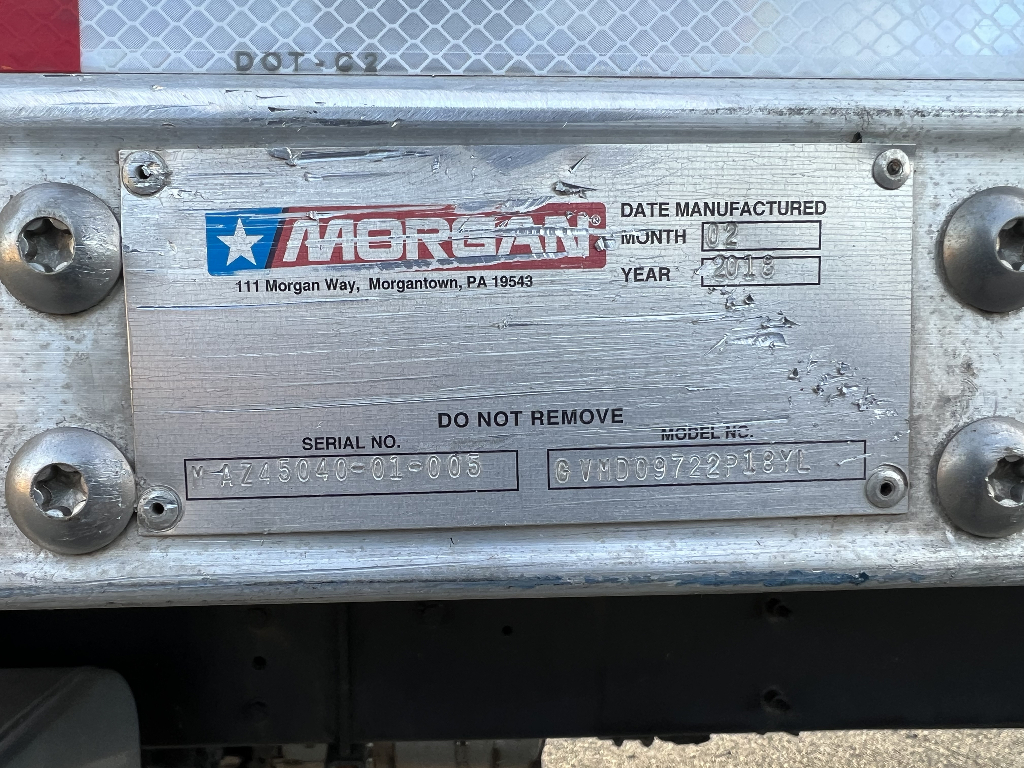 DOT-C2
MORGAN®
111 Morgan Way, Morgantown, PA 19543
DATE MANUFACTURED
MONTH 02
YEAR 2018
DO NOT REMOVE
SERIAL NO.
MODEL NO.
M AZ45040-01-005
GVMD09722P18YL